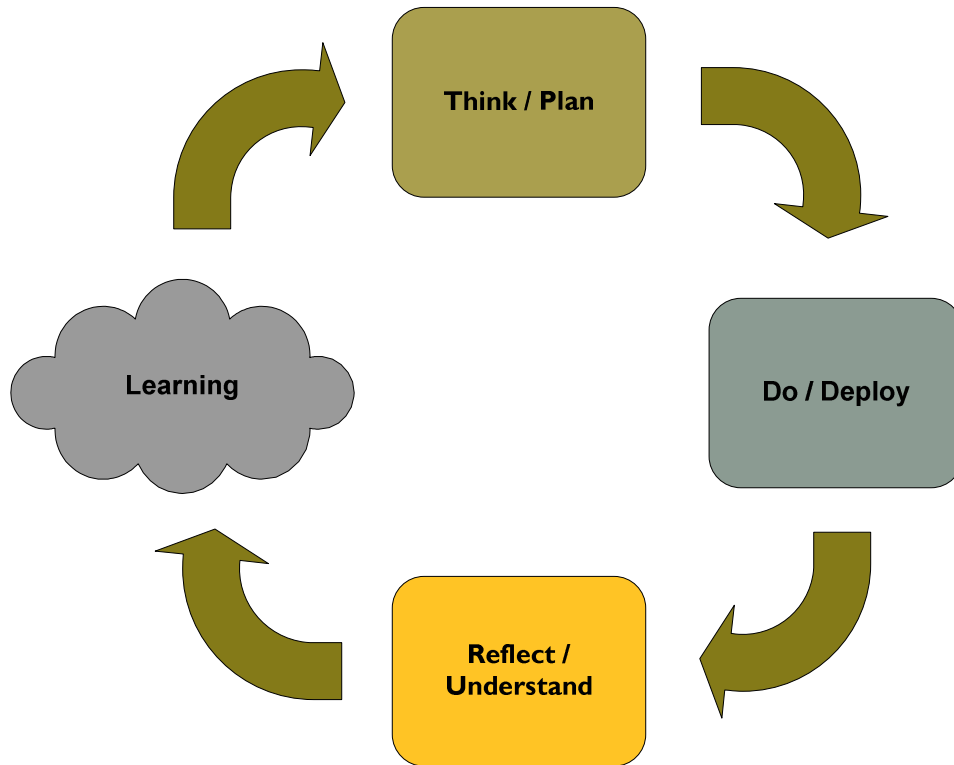 Think / Plan
Learning
Do / Deploy
Reflect /
Understand